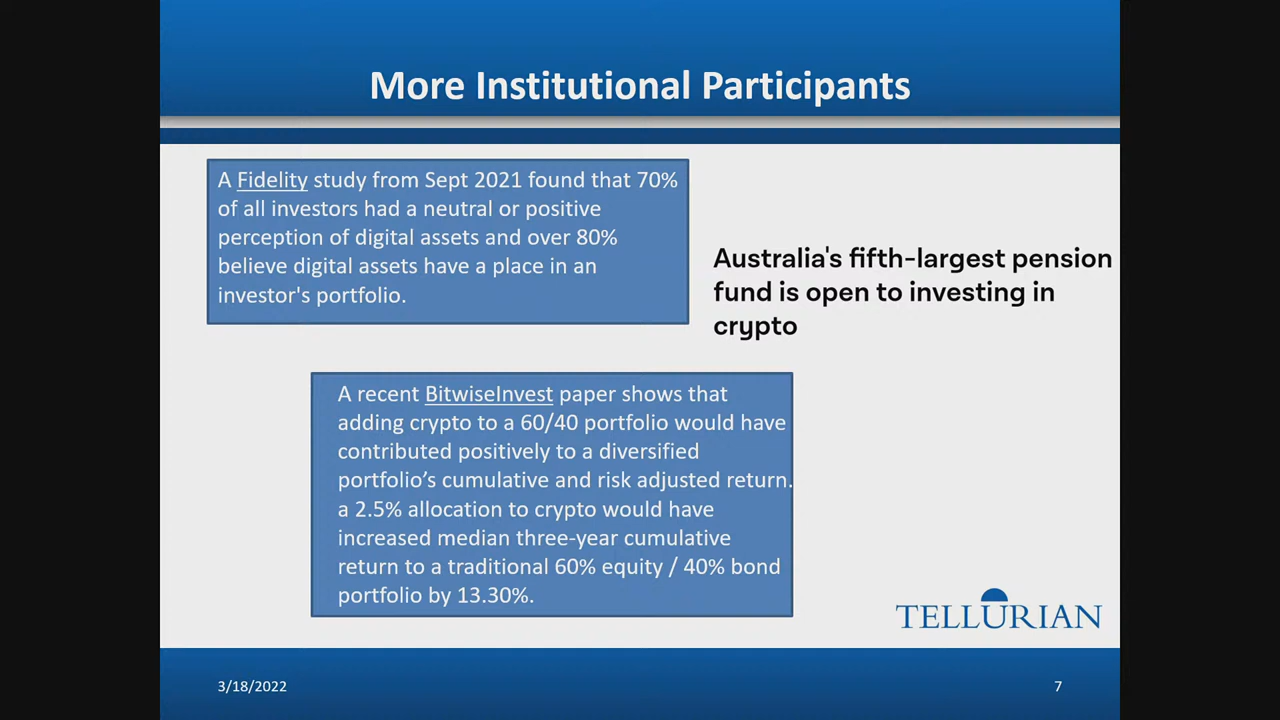 More Institutional Participants
A Fidelity study from Sept 2021 found that 70%
of all investors had a neutral or positive
perception of digital assets and over 80%
believe digital assets have a place in an
investor's portfolio.
Australia's fifth-largest pension
fund is open to investing in
crypto
A recent BitwiseInvest paper shows that
adding crypto to a 60/40 portfolio would have
contributed positively to a diversified
portfolio’s cumulative and risk adjusted return.
a 2.5% allocation to crypto would have
increased median three-year cumulative
return to a traditional 60% equity / 40% bond
portfolio by 13.30%.
TELLURIAN
3/18/2022
7